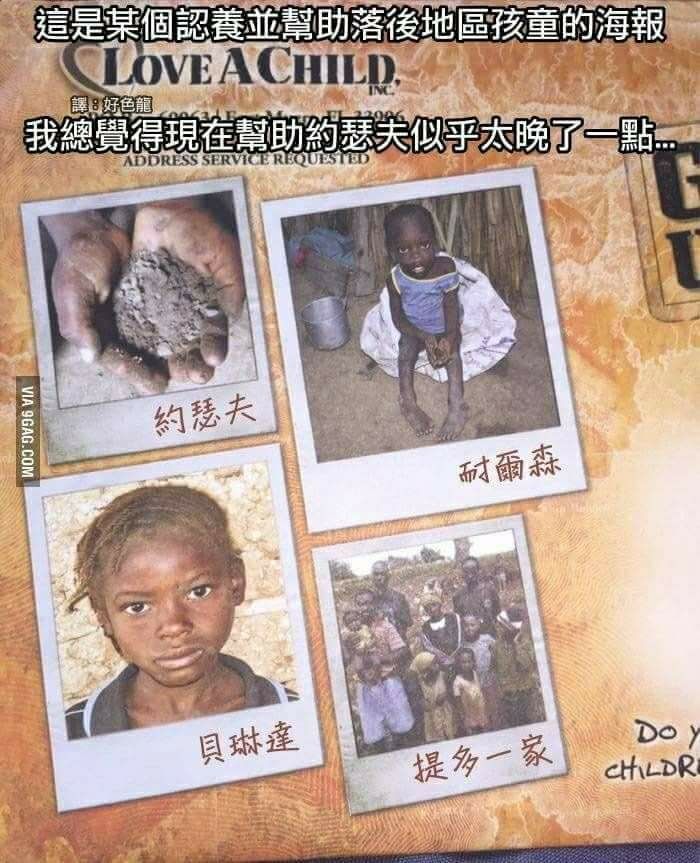 這是某個認養並幫助落後地區孩童的海報
LOVE A CHILD,
INC.
譯:好色龍
我總覺得現在幫助約瑟夫似乎太晚了一點...
ADDRESS SERVICE REQUESTED
約瑟夫
耐爾森
VIA 9GAG.COM
貝琳達
提多一家
DO Y
CHILDR